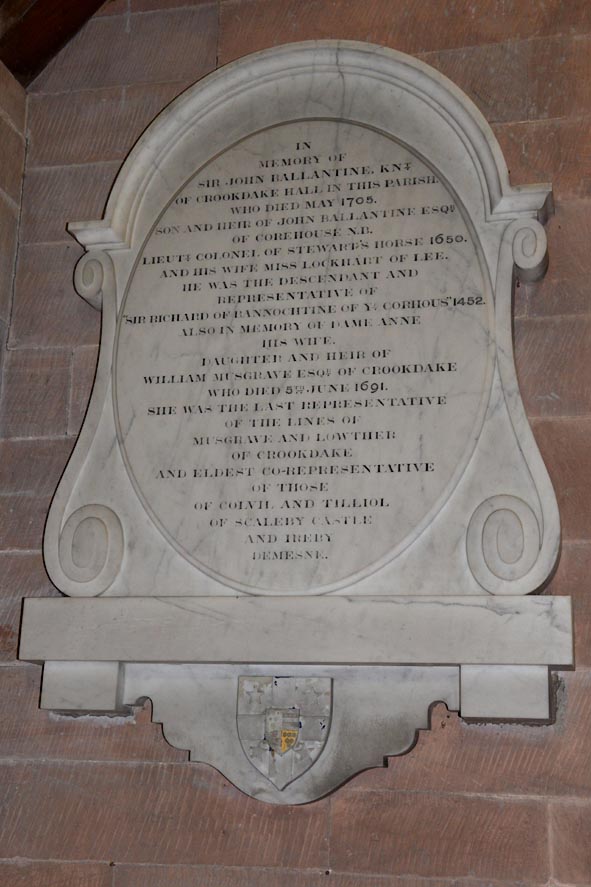 IN
MEMORY OF
SIR JOHN BALLANTINE, KNT.
OF CROOKDAKE HALL IN THIS PARISH.
WHO DIED MAY 1705.
SON AND HEIR OF JOHN BALLANTINE ESQR.
OF COREHOUSE N.B.
LIEUT. COLONEL OF STEWART'S HORSE 1650.
AND HIS WIFE MISS LOCKHART OF LEE.
HE WAS THE DESCENDANT AND
REPRESENTATIVE OF
"SIR RICHARD OF BANNOCHTINE OF YE CORHOUS" 1452.
ALSO IN MEMORY OF DAME ANNE
HIS WIFE.
DAUGHTER AND HEIR OF
WILLIAM MUSGRAVE ESQR. OF CROOKDAKE
WHO DIED 5TH JUNE 1691.
SHE WAS THE LAST REPRESENTATIVE
OF THE LINES OF
MUSGRAVE AND LOWTHER
OF CROOKDAKE
AND ELDEST CO-REPRESENTATIVE
OF THOSE
OF COLVIL AND TILLIOL
OF SCALEBY CASTLE
AND IREBY
DEMESNE.